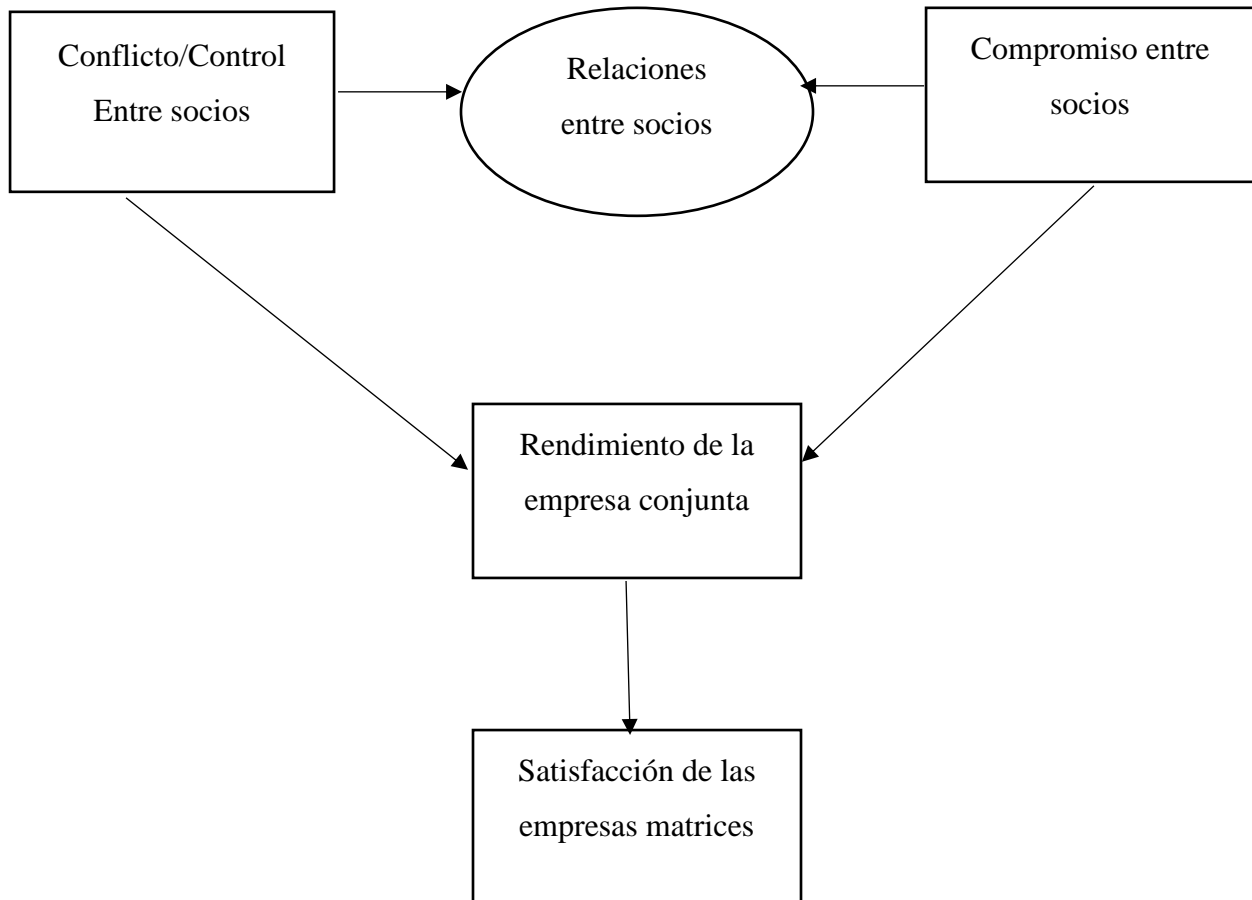 Conflicto/Control
Entre socios
Relaciones
entre socios
Compromiso entre
socios
Rendimiento de la
empresa conjunta
Satisfacción de las
empresas matrices